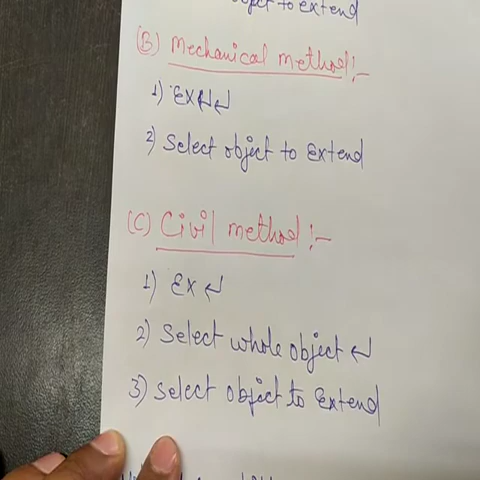 object to extend
(B) Mechanical method:-
1) EX↵↵
2) Select object to Extend
(C) Civil method:-
1) EX↵
2) Select whole object ↵
3) Select object to Extend